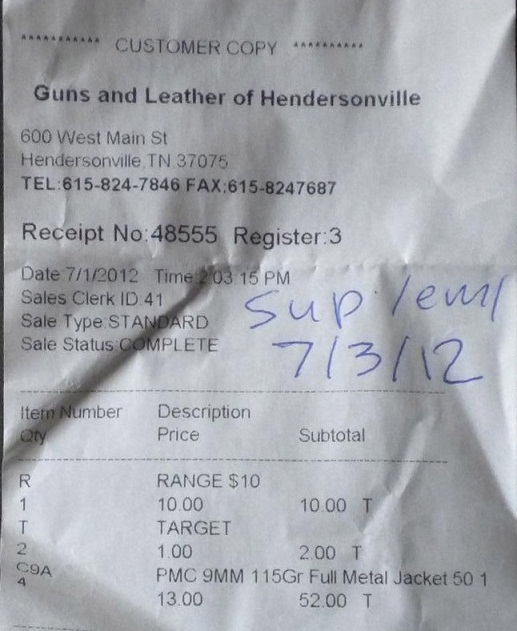 *********** CUSTOMER COPY **********
Guns and Leather of Hendersonville
600 West Main St
Hendersonville,TN 37075
TEL:615-824-7846 FAX:615-8247687
Receipt No:48555 Register:3
Date:7/1/2012 Time:2:03:15 PM
Sales Clerk ID:41
Sale Type:STANDARD
Sale Status:COMPLETE
sup
7/3/12
Item Number Description
Qty Price Subtotal
R RANGE $10
1 10.00 10.00 T
T TARGET
2 1.00 2.00 T
C9A PMC 9MM 115Gr Full Metal Jacket 50 1
4 13.00 52.00 T